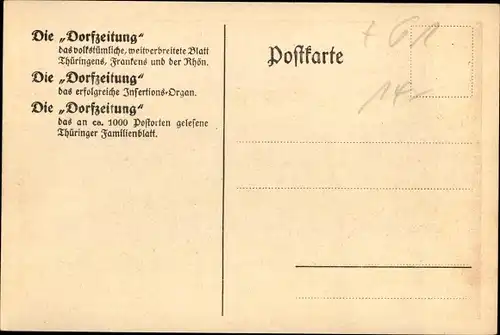 Die „Dorfzeitung“
das volkstümliche, weitverbreitete Blatt
Thüringens, Frankens und der Rhön.
Die „Dorfzeitung“
das erfolgreiche Insertions-Organ.
Die „Dorfzeitung“
das an ca. 1000 Postorten gelesene
Thüringer Familienblatt.
Postkarte